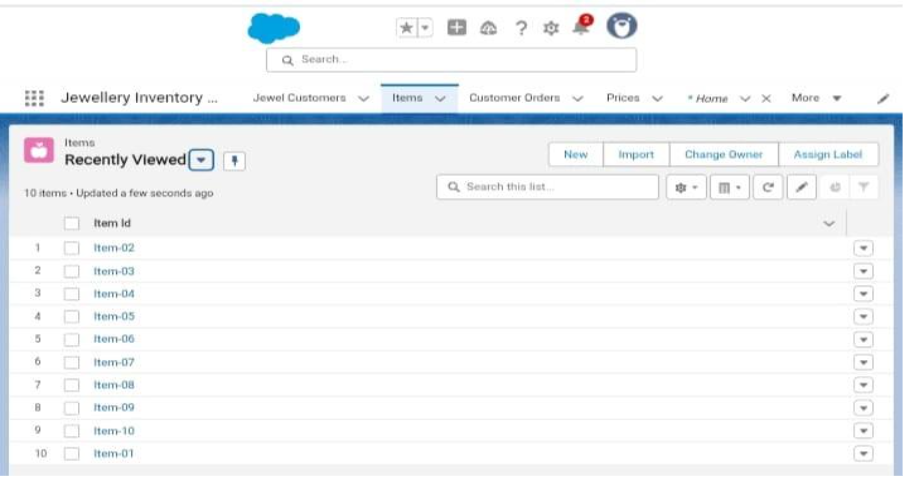 2
Search...
Jewellery Inventory ... Jewel Customers Items Customer Orders Prices * Home More
Items
Recently Viewed
New Import Change Owner Assign Label
10 items • Updated a few seconds ago
Search this list...
Item Id
1 Item-02
2 Item-03
3 Item-04
4 Item-05
5 Item-06
6 Item-07
7 Item-08
8 Item-09
9 Item-10
10 Item-01